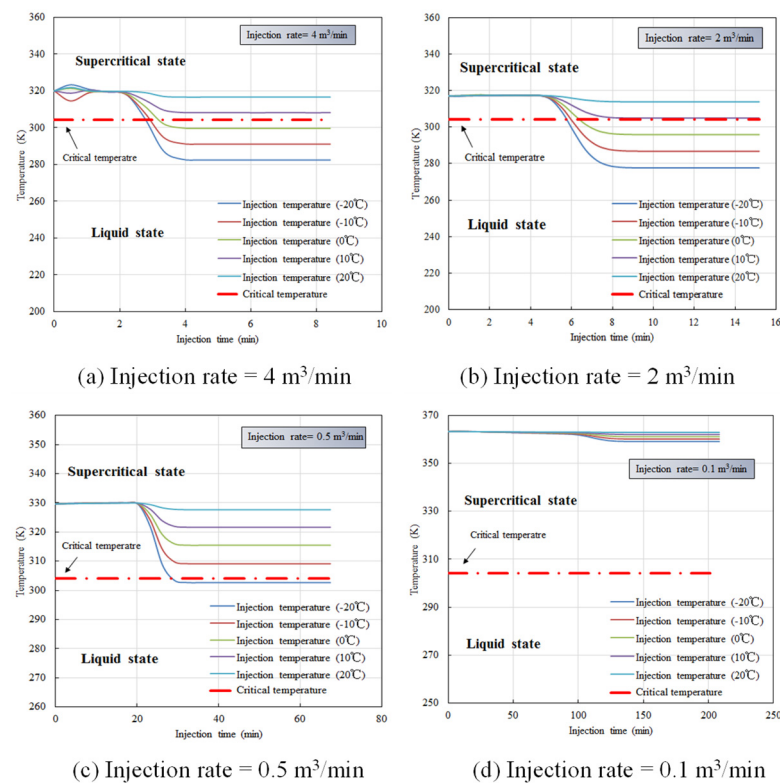 Injection rate= 4 m³/min
Supercritical state
Critical temperatre
Liquid state
Injection temperature (-20℃)
Injection temperature (-10℃)
Injection temperature (0℃)
Injection temperature (10℃)
Injection temperature (20℃)
Critical temperature
Temperature (K)
360
340
320
300
280
260
240
220
200
0 2 4 6 8 10
Injection time (min)
(a) Injection rate = 4 m³/min
Injection rate= 2 m³/min
Supercritical state
Critical temperatre
Liquid state
Injection temperature (-20℃)
Injection temperature (-10℃)
Injection temperature (0℃)
Injection temperature (10℃)
Injection temperature (20℃)
Critical temperature
Temperature (K)
360
340
320
300
280
260
240
220
200
0 2 4 6 8 10 12 14 16
Injection time (min)
(b) Injection rate = 2 m³/min
Injection rate= 0.5 m³/min
Supercritical state
Critical temperatre
Liquid state
Injection temperature (-20℃)
Injection temperature (-10℃)
Injection temperature (0℃)
Injection temperature (10℃)
Injection temperature (20℃)
Critical temperature
Temperature (K)
360
350
340
330
320
310
300
290
280
270
260
0 20 40 60 80
Injection time (min)
(c) Injection rate = 0.5 m³/min
Injection rate= 0.1 m³/min
Supercritical state
Critical temperatre
Liquid state
Injection temperature (-20℃)
Injection temperature (-10℃)
Injection temperature (0℃)
Injection temperature (10℃)
Injection temperature (20℃)
Critical temperature
Temperature (K)
370
350
330
310
290
270
250
0 50 100 150 200 250
Injection time (min)
(d) Injection rate = 0.1 m³/min